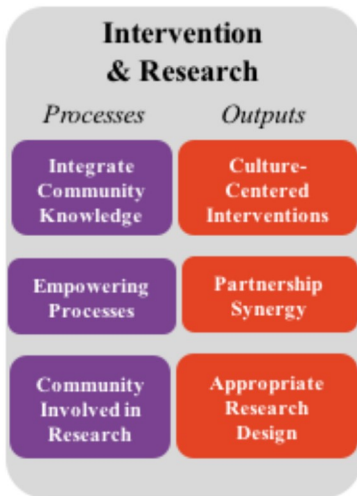 Intervention
& Research
Processes
Outputs
Integrate
Community
Knowledge
Culture-
Centered
Interventions
Empowering
Processes
Partnership
Synergy
Community
Involved in
Research
Appropriate
Research
Design